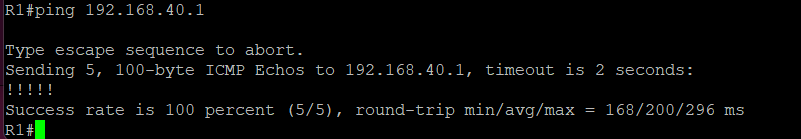 R1#ping 192.168.40.1
Type escape sequence to abort.
Sending 5, 100-byte ICMP Echos to 192.168.40.1, timeout is 2 seconds:
!!!!!
Success rate is 100 percent (5/5), round-trip min/avg/max = 168/200/296 ms
R1#